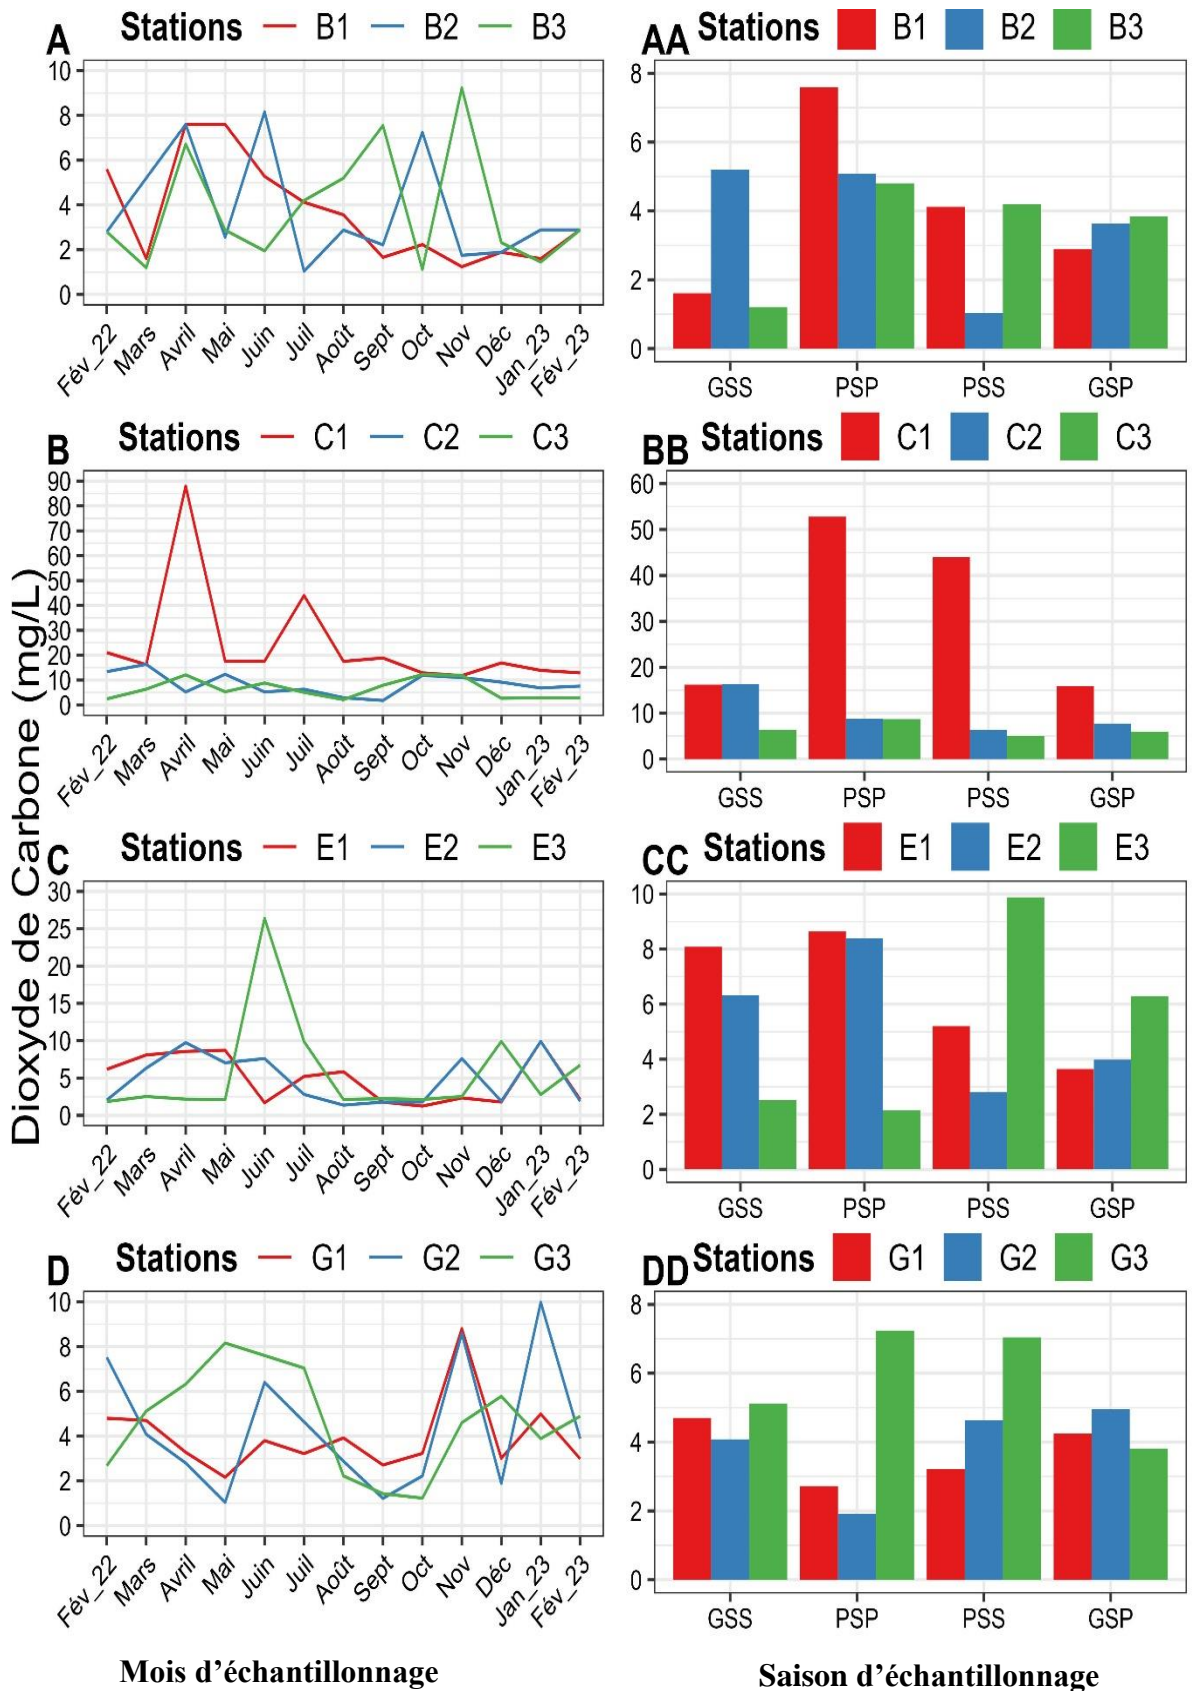 A Stations B1 B2 B3
10
8
6
4
2
0
Fév_22 Mars Avril Mai Juin Juil Août Sept Oct Nov Déc Jan_23 Fév_23
AA Stations B1 B2 B3
8
6
4
2
0
GSS PSP PSS GSP
B Stations C1 C2 C3
90
80
70
60
50
40
30
20
10
0
Fév_22 Mars Avril Mai Juin Juil Août Sept Oct Nov Déc Jan_23 Fév_23
BB Stations C1 C2 C3
60
50
40
30
20
10
0
GSS PSP PSS GSP
Dioxyde de Carbone (mg/L)
C Stations E1 E2 E3
30
25
20
15
10
5
0
Fév_22 Mars Avril Mai Juin Juil Août Sept Oct Nov Déc Jan_23 Fév_23
CC Stations E1 E2 E3
10
8
6
4
2
0
GSS PSP PSS GSP
D Stations G1 G2 G3
10
8
6
4
2
0
Fév_22 Mars Avril Mai Juin Juil Août Sept Oct Nov Déc Jan_23 Fév_23
DD Stations G1 G2 G3
8
6
4
2
0
GSS PSP PSS GSP
Mois d’échantillonnage
Saison d’échantillonnage